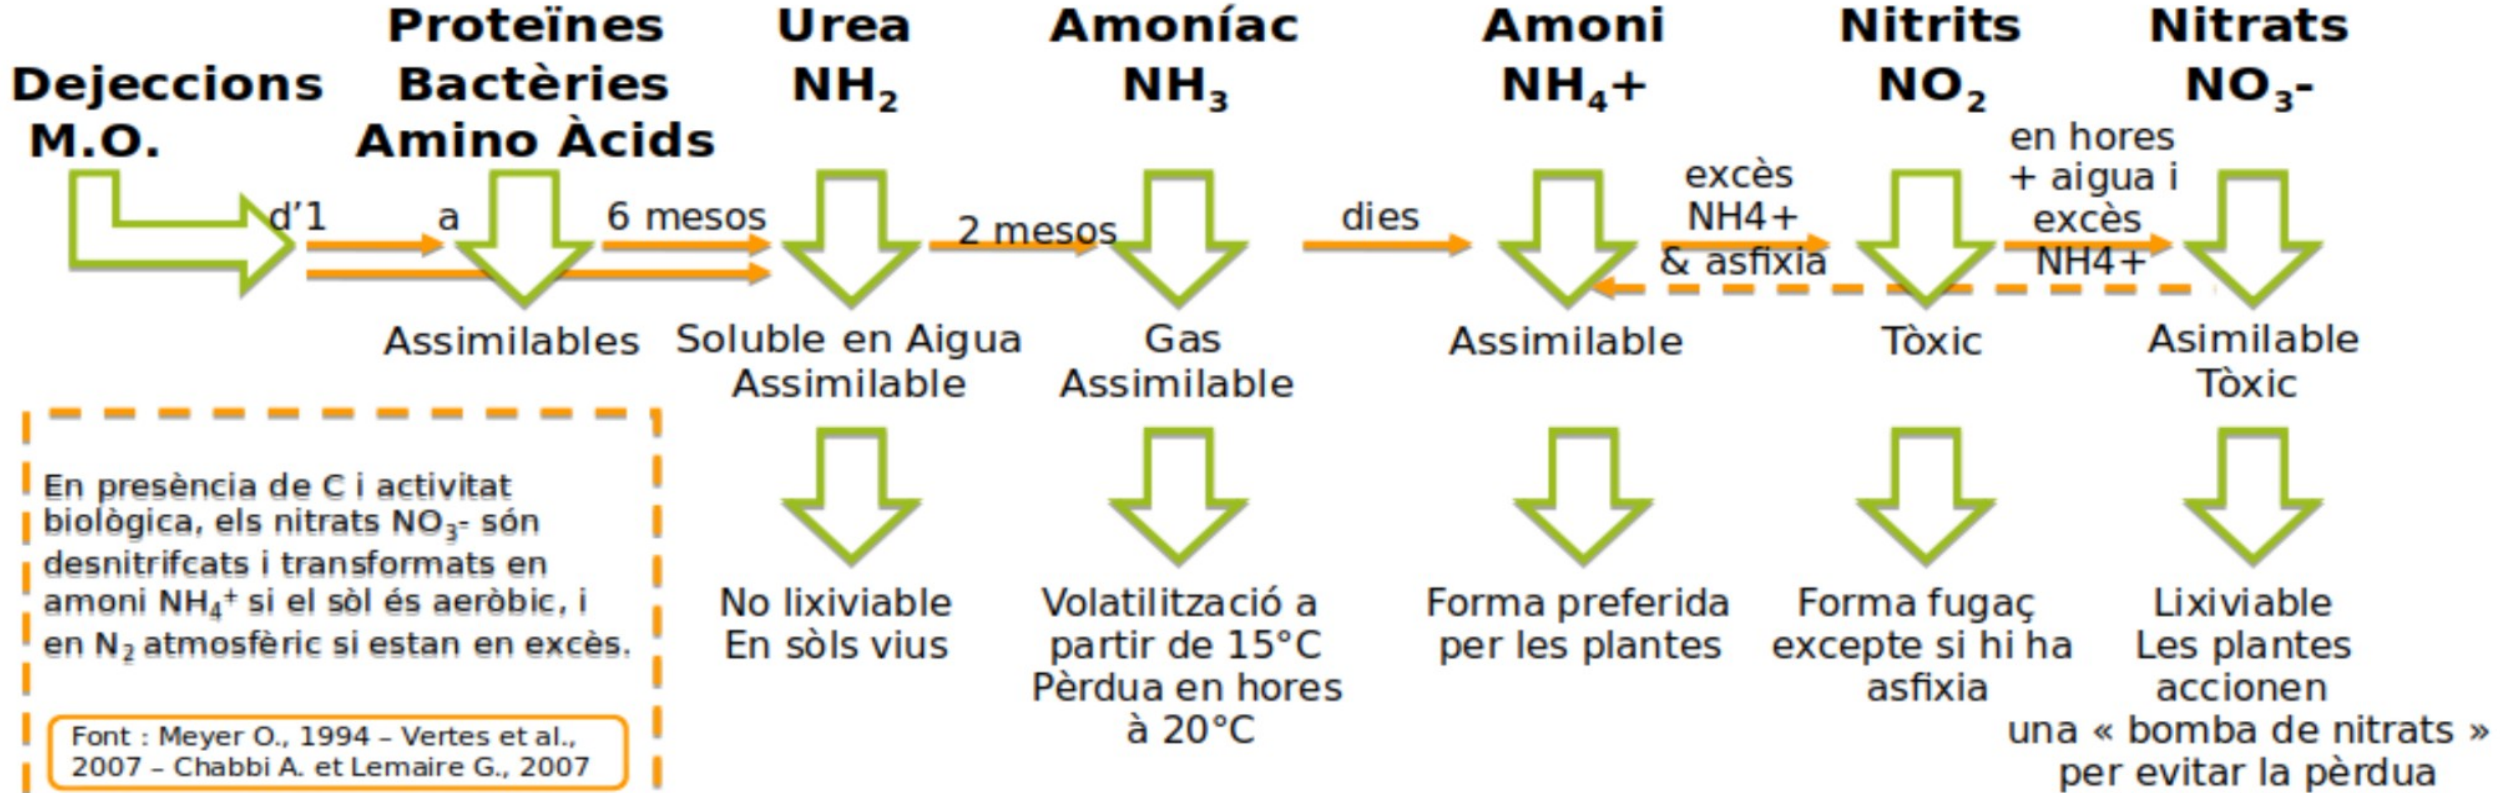 Dejeccions
M.O.
Proteïnes
Bactèries
Amino Àcids
Urea
NH₂
Amoníac
NH₃
Amoni
NH₄+
Nitrits
NO₂
Nitrats
NO₃-
d'1 a 6 mesos
2 mesos
dies
excès
NH4+
& asfixia
en hores
+ aigua i
excès
NH4+
Assimilables
Soluble en Aigua
Assimilable
Gas
Assimilable
Assimilable
Tòxic
Asimilable
Tòxic
No lixiviable
En sòls vius
Volatilització a
partir de 15°C
Pèrdua en hores
à 20°C
Forma preferida
per les plantes
Forma fugaç
excepte si hi ha
asfixia
Lixiviable
Les plantes
accionen
una « bomba de nitrats »
per evitar la pèrdua
En presència de C i activitat
biològica, els nitrats NO₃- són
desnitrifcats i transformats en
amoni NH₄⁺ si el sòl és aeròbic, i
en N₂ atmosfèric si estan en excès.
Font : Meyer O., 1994 – Vertes et al.,
2007 – Chabbi A. et Lemaire G., 2007